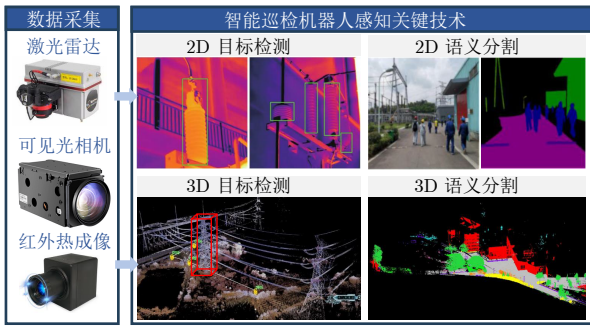 数据采集
智能巡检机器人感知关键技术
激光雷达
2D 目标检测
2D 语义分割
可见光相机
3D 目标检测
3D 语义分割
红外热成像